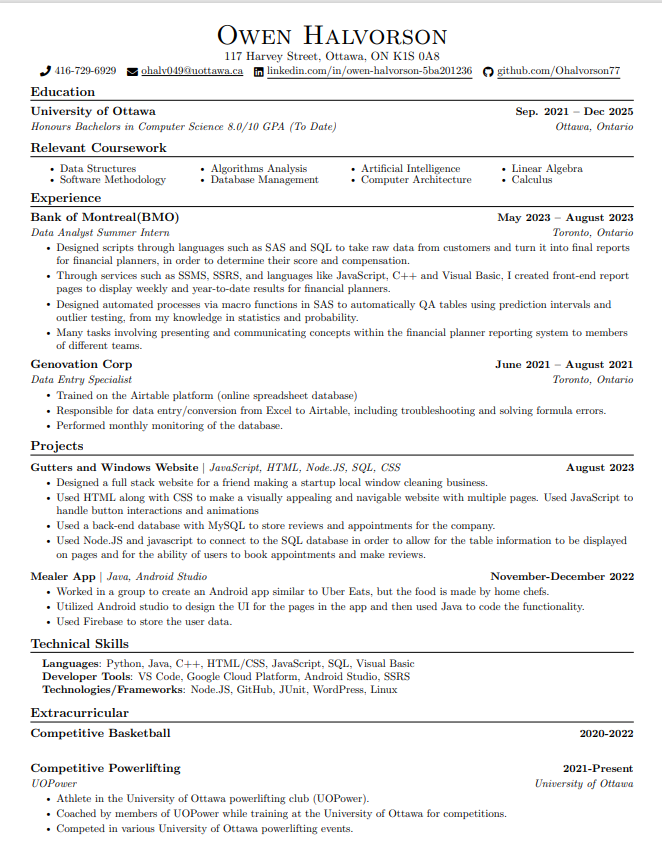 Owen Halvorson
117 Harvey Street, Ottawa, ON K1S 0A8
416-729-6929 ohalv049@uottawa.ca linkedin.com/in/owen-halvorson-5ba201236 github.com/Ohalvorson77
Education
University of Ottawa Sep. 2021 – Dec 2025
Honours Bachelors in Computer Science 8.0/10 GPA (To Date) Ottawa, Ontario
Relevant Coursework
• Data Structures • Algorithms Analysis • Artificial Intelligence • Linear Algebra
• Software Methodology • Database Management • Computer Architecture • Calculus
Experience
Bank of Montreal(BMO) May 2023 – August 2023
Data Analyst Summer Intern Toronto, Ontario
• Designed scripts through languages such as SAS and SQL to take raw data from customers and turn it into final reports
for financial planners, in order to determine their score and compensation.
• Through services such as SSMS, SSRS, and languages like JavaScript, C++ and Visual Basic, I created front-end report
pages to display weekly and year-to-date results for financial planners.
• Designed automated processes via macro functions in SAS to automatically QA tables using prediction intervals and
outlier testing, from my knowledge in statistics and probability.
• Many tasks involving presenting and communicating concepts within the financial planner reporting system to members
of different teams.
Genovation Corp June 2021 – August 2021
Data Entry Specialist Toronto, Ontario
• Trained on the Airtable platform (online spreadsheet database)
• Responsible for data entry/conversion from Excel to Airtable, including troubleshooting and solving formula errors.
• Performed monthly monitoring of the database.
Projects
Gutters and Windows Website | JavaScript, HTML, Node.JS, SQL, CSS August 2023
• Designed a full stack website for a friend making a startup local window cleaning business.
• Used HTML along with CSS to make a visually appealing and navigable website with multiple pages. Used JavaScript to
handle button interactions and animations
• Used a back-end database with MySQL to store reviews and appointments for the company.
• Used Node.JS and javascript to connect to the SQL database in order to allow for the table information to be displayed
on pages and for the ability of users to book appointments and make reviews.
Mealer App | Java, Android Studio November-December 2022
• Worked in a group to create an Android app similar to Uber Eats, but the food is made by home chefs.
• Utilized Android studio to design the UI for the pages in the app and then used Java to code the functionality.
• Used Firebase to store the user data.
Technical Skills
Languages: Python, Java, C++, HTML/CSS, JavaScript, SQL, Visual Basic
Developer Tools: VS Code, Google Cloud Platform, Android Studio, SSRS
Technologies/Frameworks: Node.JS, GitHub, JUnit, WordPress, Linux
Extracurricular
Competitive Basketball 2020-2022
Competitive Powerlifting 2021-Present
UOPower University of Ottawa
• Athlete in the University of Ottawa powerlifting club (UOPower).
• Coached by members of UOPower while training at the University of Ottawa for competitions.
• Competed in various University of Ottawa powerlifting events.